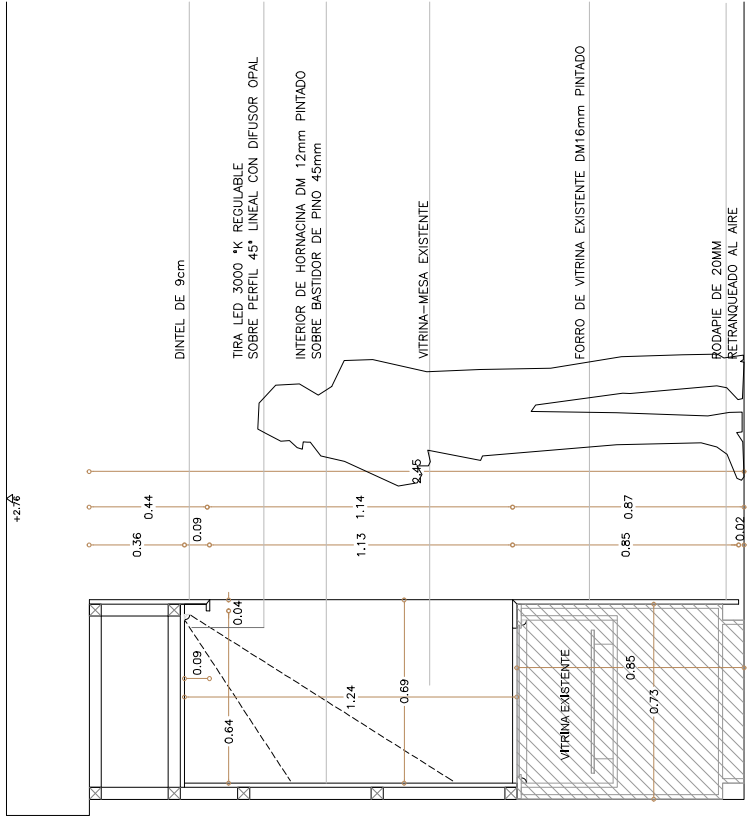 DINTEL DE 9cm
TIRA LED 3000 °K REGULABLE
SOBRE PERFIL 45° LINEAL CON DIFUSOR OPAL
INTERIOR DE HORNACINA DM 12mm PINTADO
SOBRE BASTIDOR DE PINO 45mm
VITRINA-MESA EXISTENTE
FORRO DE VITRINA EXISTENTE DM16mm PINTADO
RODAPIE DE 20MM
RETRANQUEADO AL AIRE
2.45
+2.76
0.44
1.14
0.87
0.36
0.09
1.13
0.85
0.02
0.04
0.09
0.64
1.24
0.69
0.85
0.73
VITRINA EXISTENTE